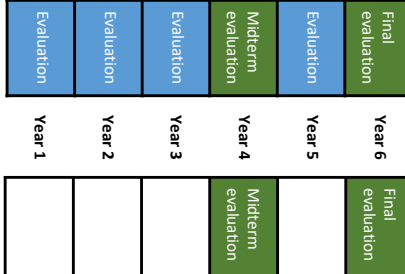 Evaluation
Evaluation
Evaluation
Midterm
evaluation
Evaluation
Final
evaluation
Year 1
Year 2
Year 3
Year 4
Year 5
Year 6
Midterm
evaluation
Final
evaluation